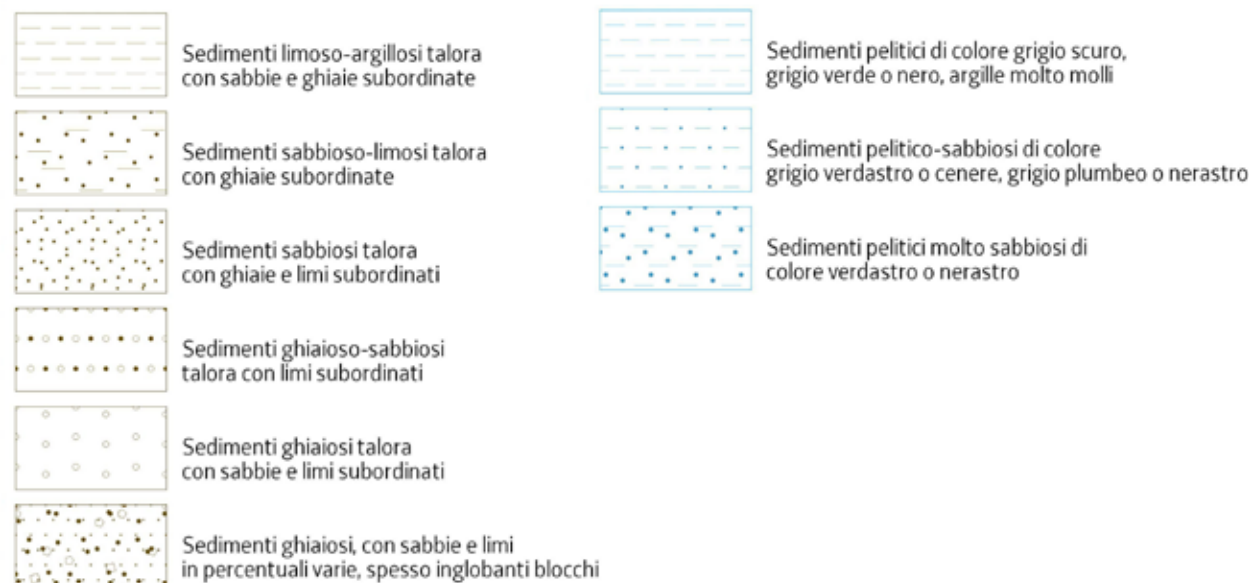 Sedimenti limoso-argillosi talora
con sabbie e ghiaie subordinate
Sedimenti sabbioso-limosi talora
con ghiaie subordinate
Sedimenti sabbiosi talora
con ghiaie e limi subordinati
Sedimenti ghiaioso-sabbiosi
talora con limi subordinati
Sedimenti ghiaiosi talora
con sabbie e limi subordinati
Sedimenti ghiaiosi, con sabbie e limi
in percentuali varie, spesso inglobanti blocchi
Sedimenti pelitici di colore grigio scuro,
grigio verde o nero, argille molto molli
Sedimenti pelitico-sabbiosi di colore
grigio verdastro o cenere, grigio plumbeo o nerastro
Sedimenti pelitici molto sabbiosi di
colore verdastro o nerastro